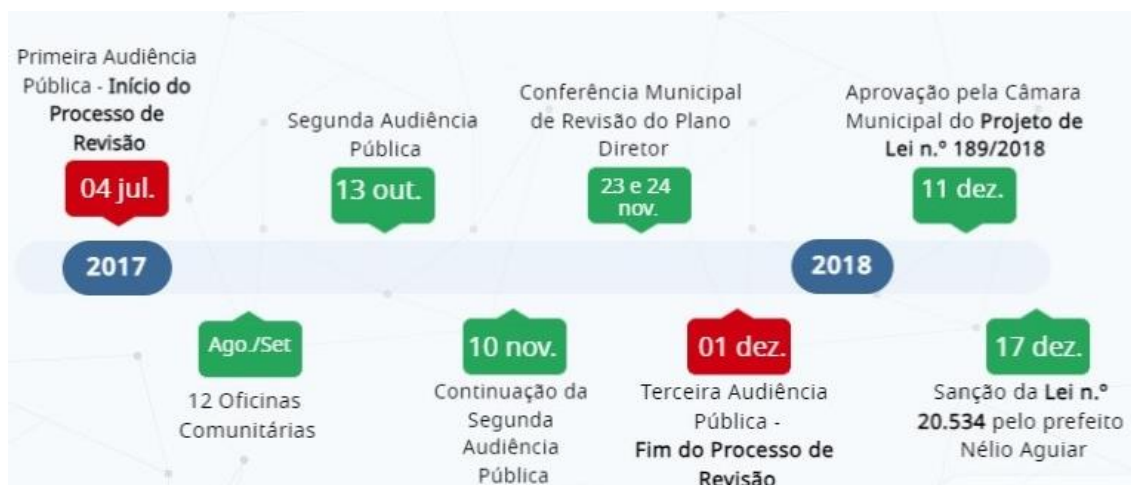 Primeira Audiência
Pública - Início do
Processo de
Revisão
04 jul.
2017
Ago./Set
12 Oficinas
Comunitárias
Segunda Audiência
Pública
13 out.
10 nov.
Continuação da
Segunda
Audiência
Pública
Conferência Municipal
de Revisão do Plano
Diretor
23 e 24
nov.
01 dez.
Terceira Audiência
Pública -
Fim do Processo de
Revisão
2018
Aprovação pela Câmara
Municipal do Projeto de
Lei n.º 189/2018
11 dez.
17 dez.
Sanção da Lei n.º
20.534 pelo prefeito
Nélio Aguiar